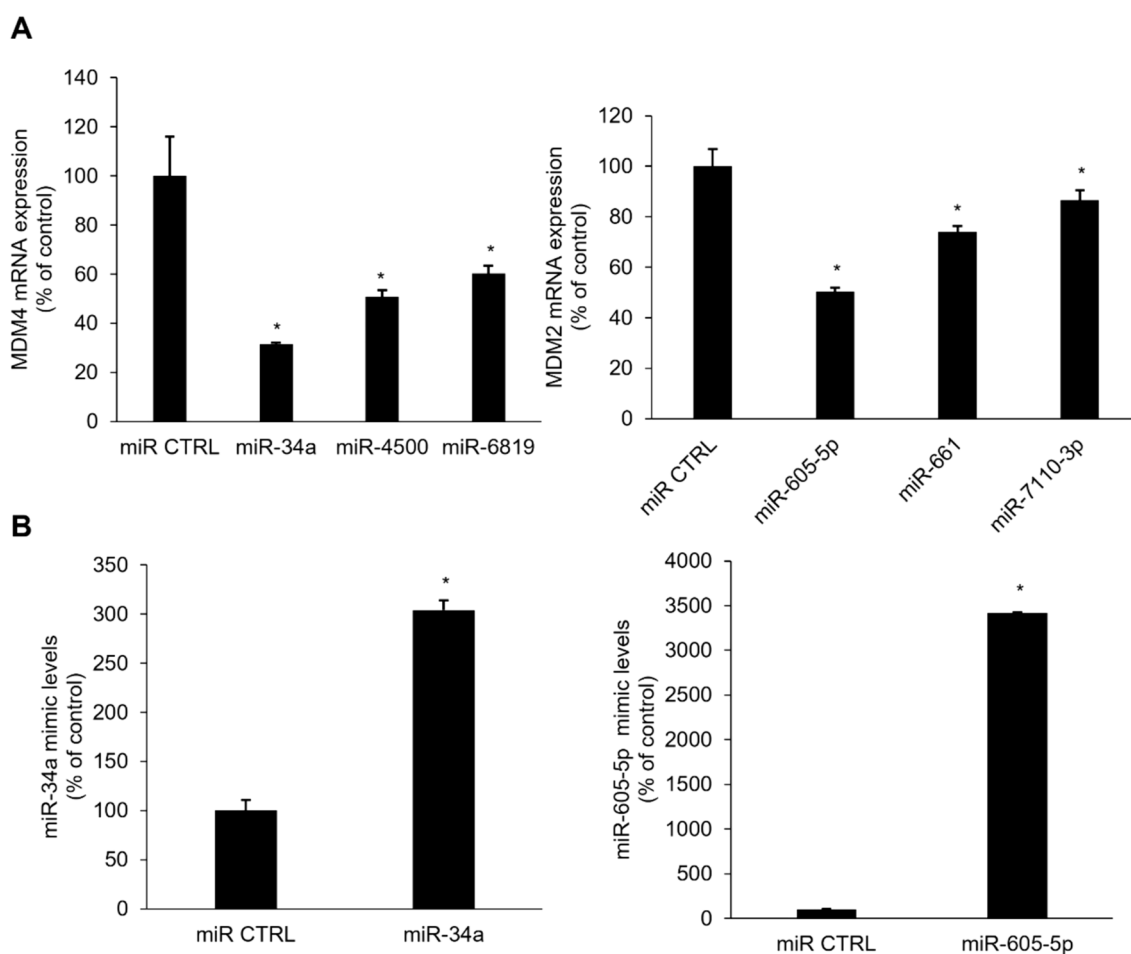 A
MDM4 mRNA expression
(% of control)
140
120
100
80
60
40
20
0
*
*
*
miR CTRL
miR-34a
miR-4500
miR-6819
MDM2 mRNA expression
(% of control)
120
100
80
60
40
20
0
*
*
*
miR CTRL
miR-605-5p
miR-661
miR-7110-3p
B
miR-34a mimic levels
(% of control)
350
300
250
200
150
100
50
0
*
miR CTRL
miR-34a
miR-605-5p mimic levels
(% of control)
4000
3500
3000
2500
2000
1500
1000
500
0
*
miR CTRL
miR-605-5p